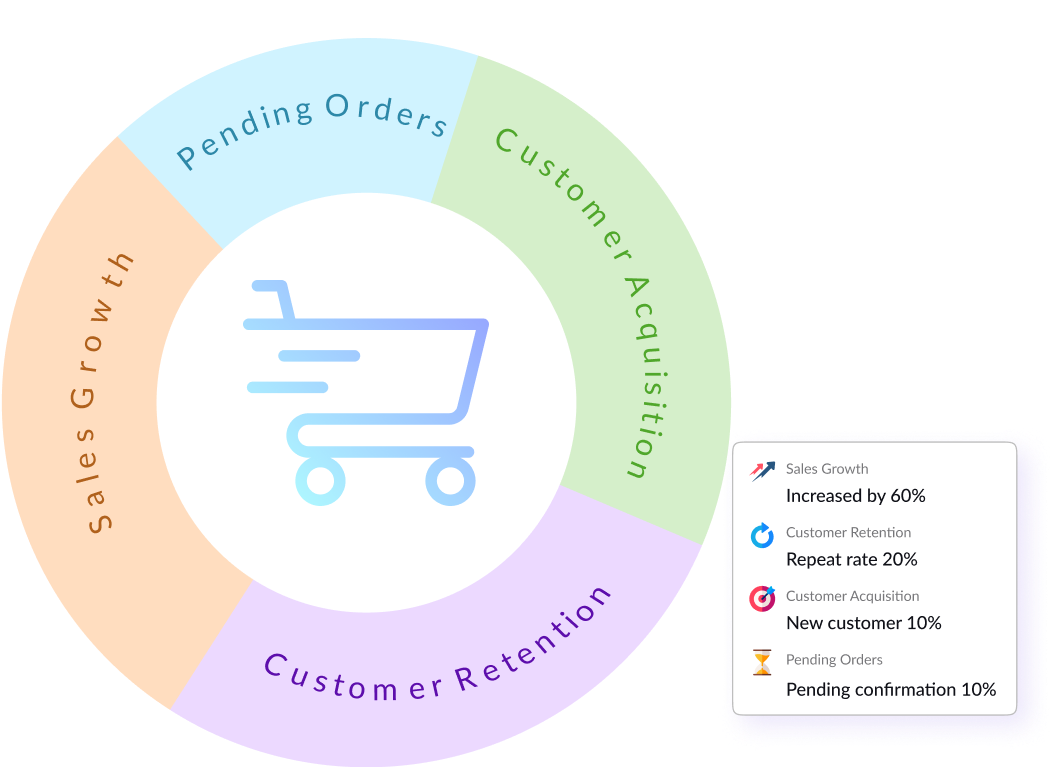 Pending Orders
Customer Acquisition
Sales Growth
Customer Retention
Sales Growth
Increased by 60%
Customer Retention
Repeat rate 20%
Customer Acquisition
New customer 10%
Pending Orders
Pending confirmation 10%